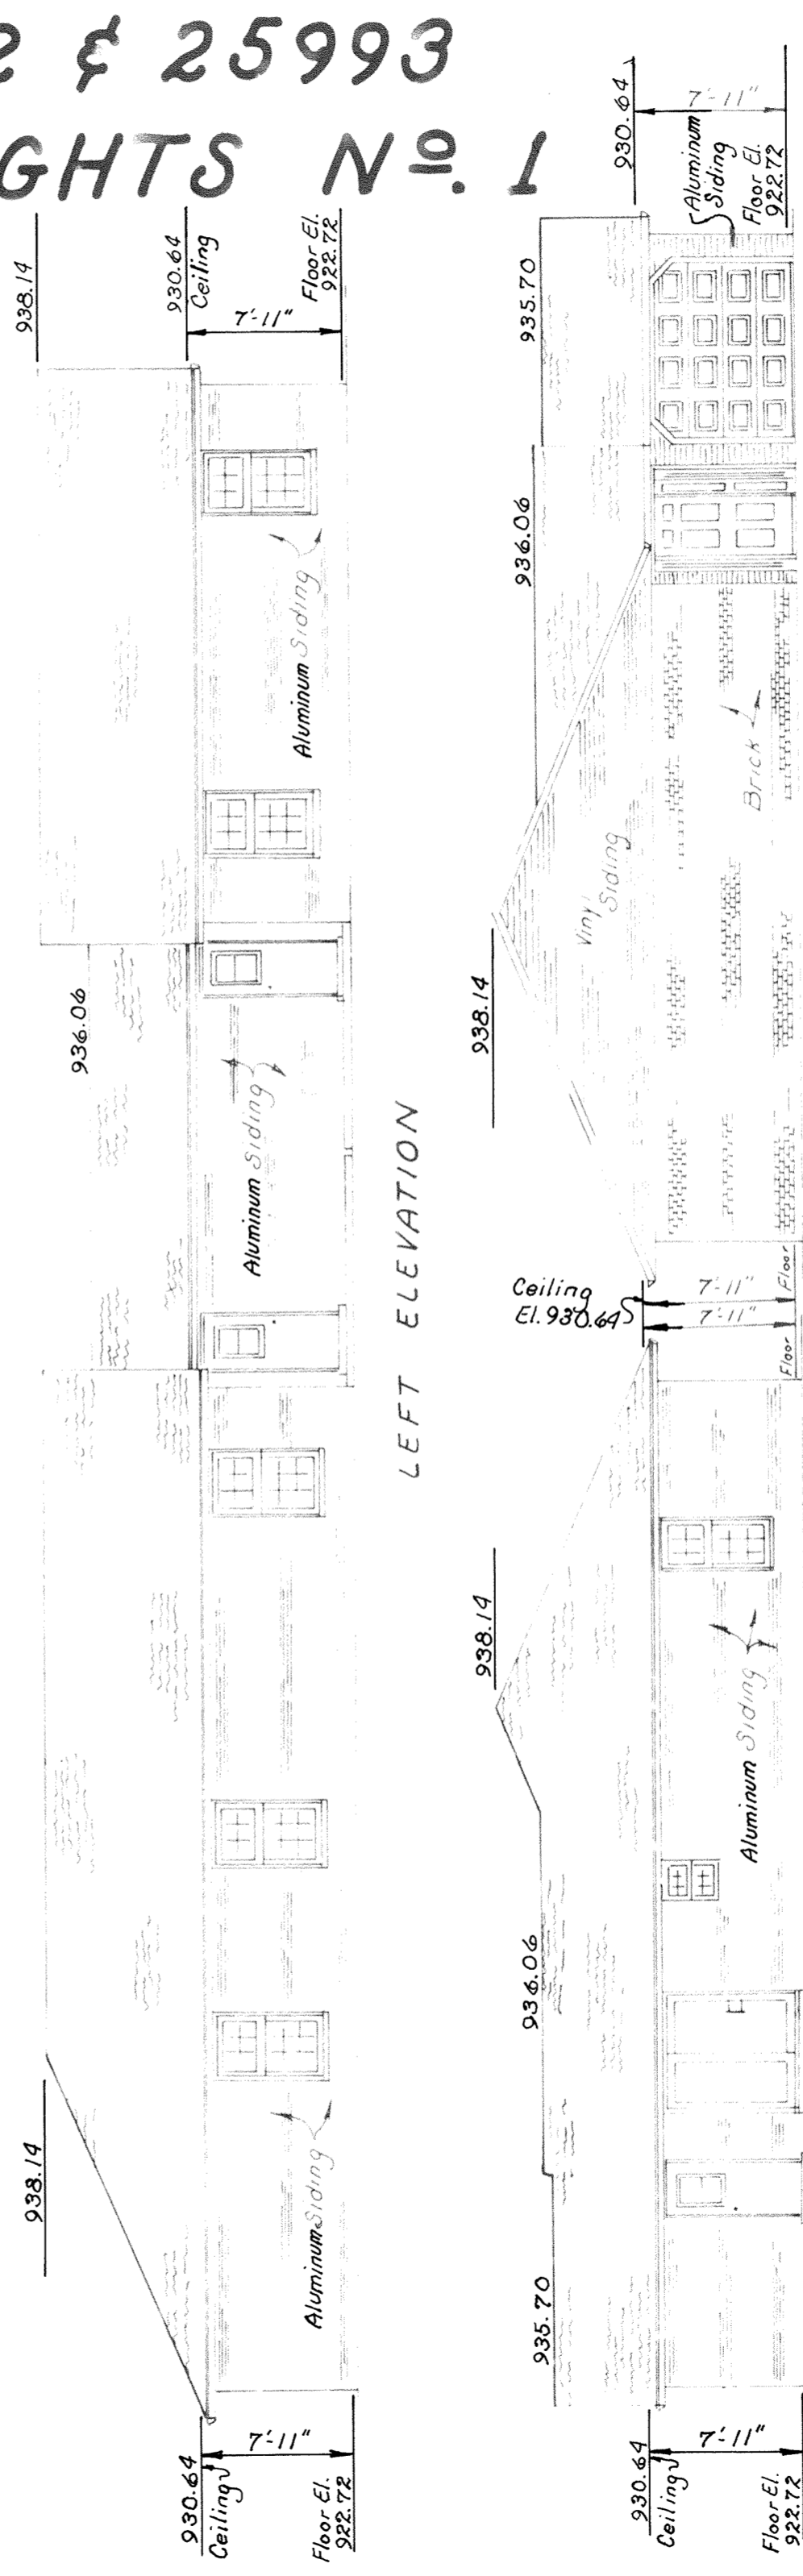 2 & 25993
GHTS Nº. 1
938.14
930.64
Ceiling
7'-11"
Floor El.
922.72
Aluminum Siding
936.06
Aluminum Siding
LEFT ELEVATION
938.14
Aluminum Siding
930.64
Ceiling
7'-11"
Floor El.
922.72
930.64
7'-11"
Aluminum
Siding
Floor El.
922.72
935.70
936.06
Brick
Vinyl
Siding
938.14
Ceiling
El. 930.64
7'-11"
Floor
7'-11"
Floor
938.14
Aluminum Siding
936.06
935.70
930.64
Ceiling
7'-11"
Floor El.
922.72